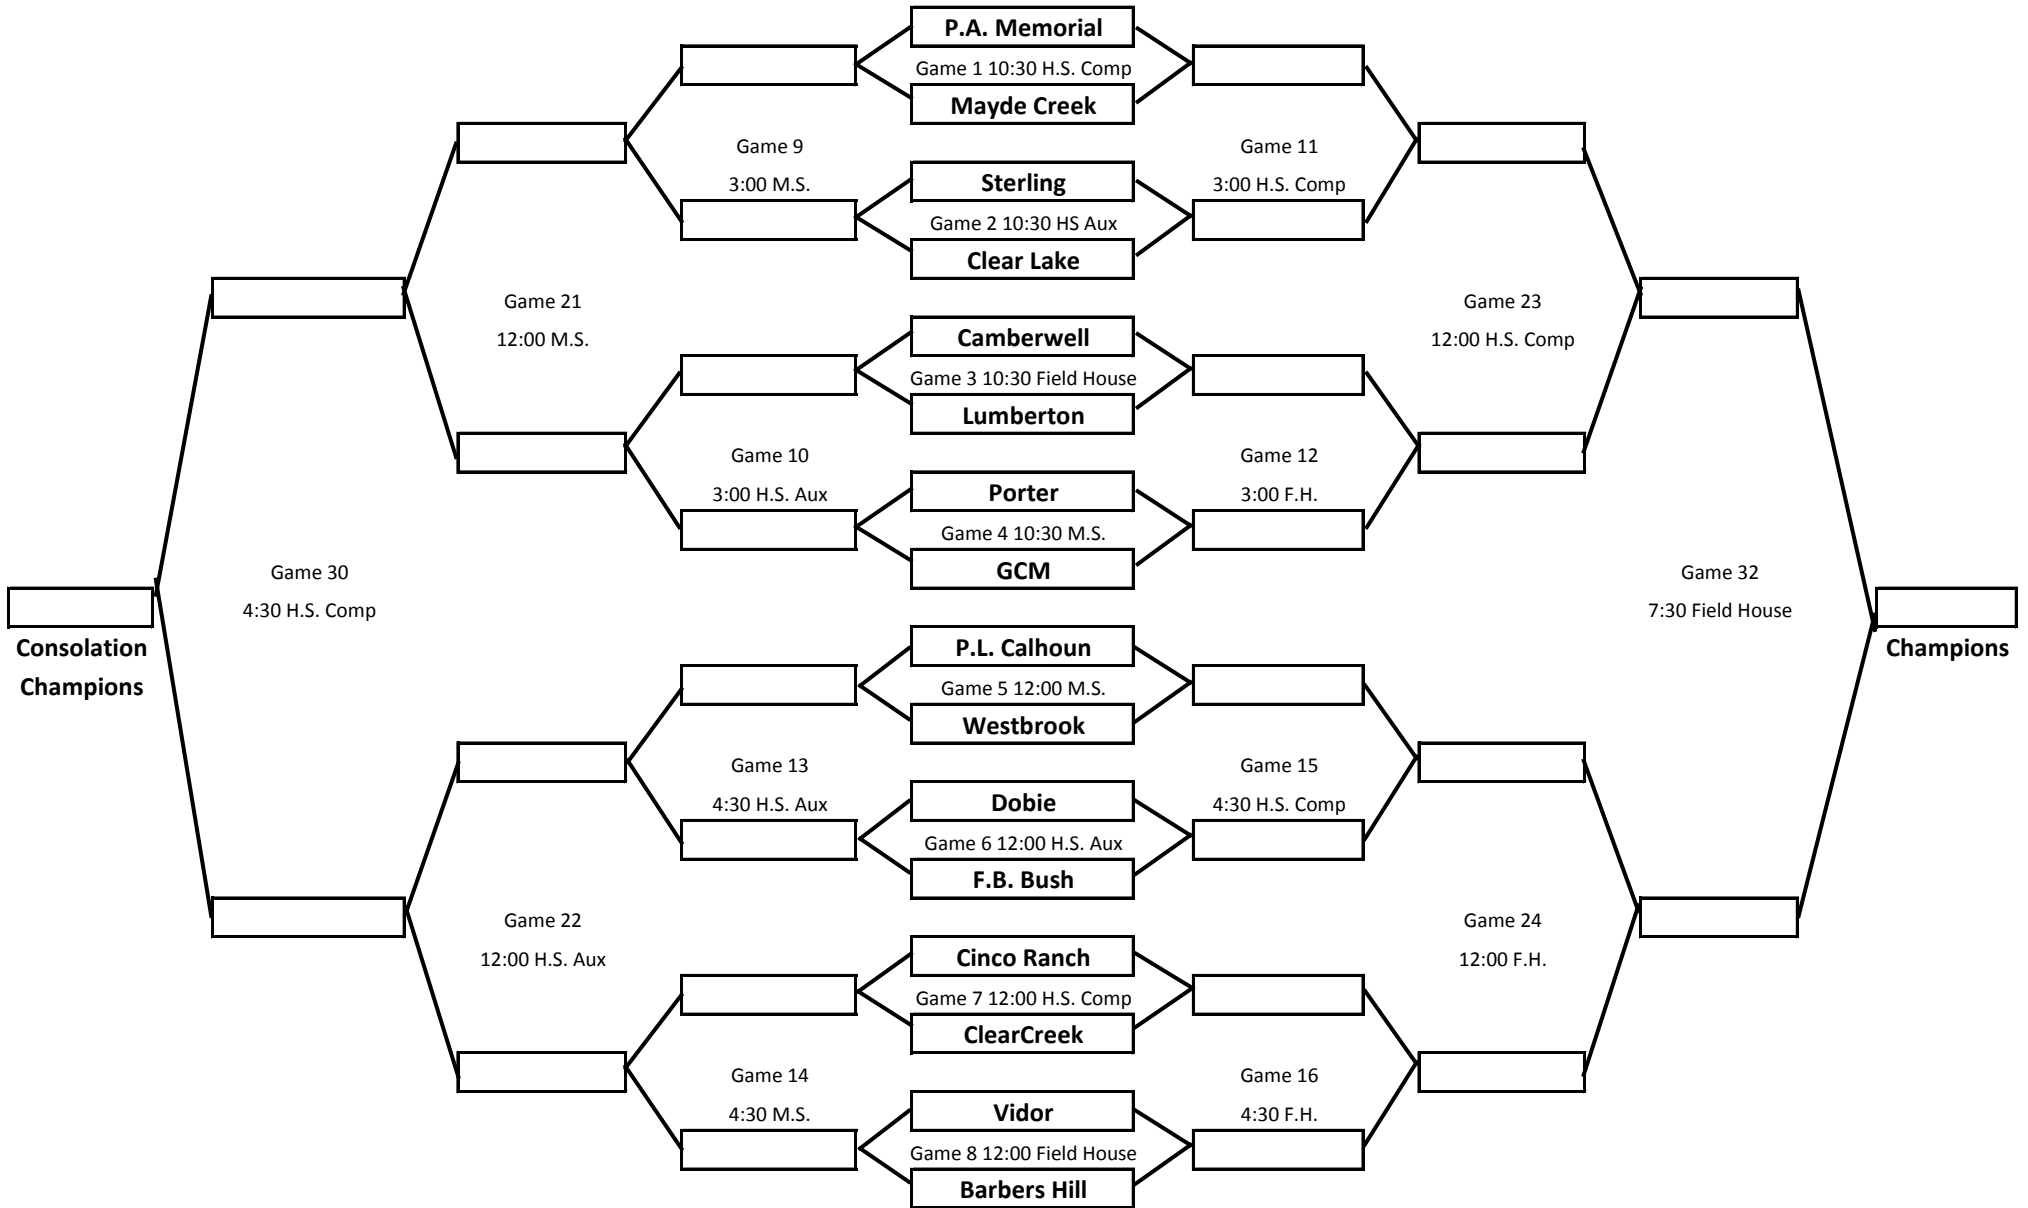 P.A. Memorial
Game 1 10:30 H.S. Comp
Mayde Creek
Game 9
3:00 M.S.
Game 11
3:00 H.S. Comp
Sterling
Game 2 10:30 HS Aux
Clear Lake
Game 21
12:00 M.S.
Game 23
12:00 H.S. Comp
Camberwell
Game 3 10:30 Field House
Lumberton
Game 10
3:00 H.S. Aux
Game 12
3:00 F.H.
Porter
Game 4 10:30 M.S.
GCM
Game 30
4:30 H.S. Comp
Game 32
7:30 Field House
Consolation
Champions
Champions
P.L. Calhoun
Game 5 12:00 M.S.
Westbrook
Game 13
4:30 H.S. Aux
Game 15
4:30 H.S. Comp
Dobie
Game 6 12:00 H.S. Aux
F.B. Bush
Game 22
12:00 H.S. Aux
Game 24
12:00 F.H.
Cinco Ranch
Game 7 12:00 H.S. Comp
ClearCreek
Game 14
4:30 M.S.
Game 16
4:30 F.H.
Vidor
Game 8 12:00 Field House
Barbers Hill